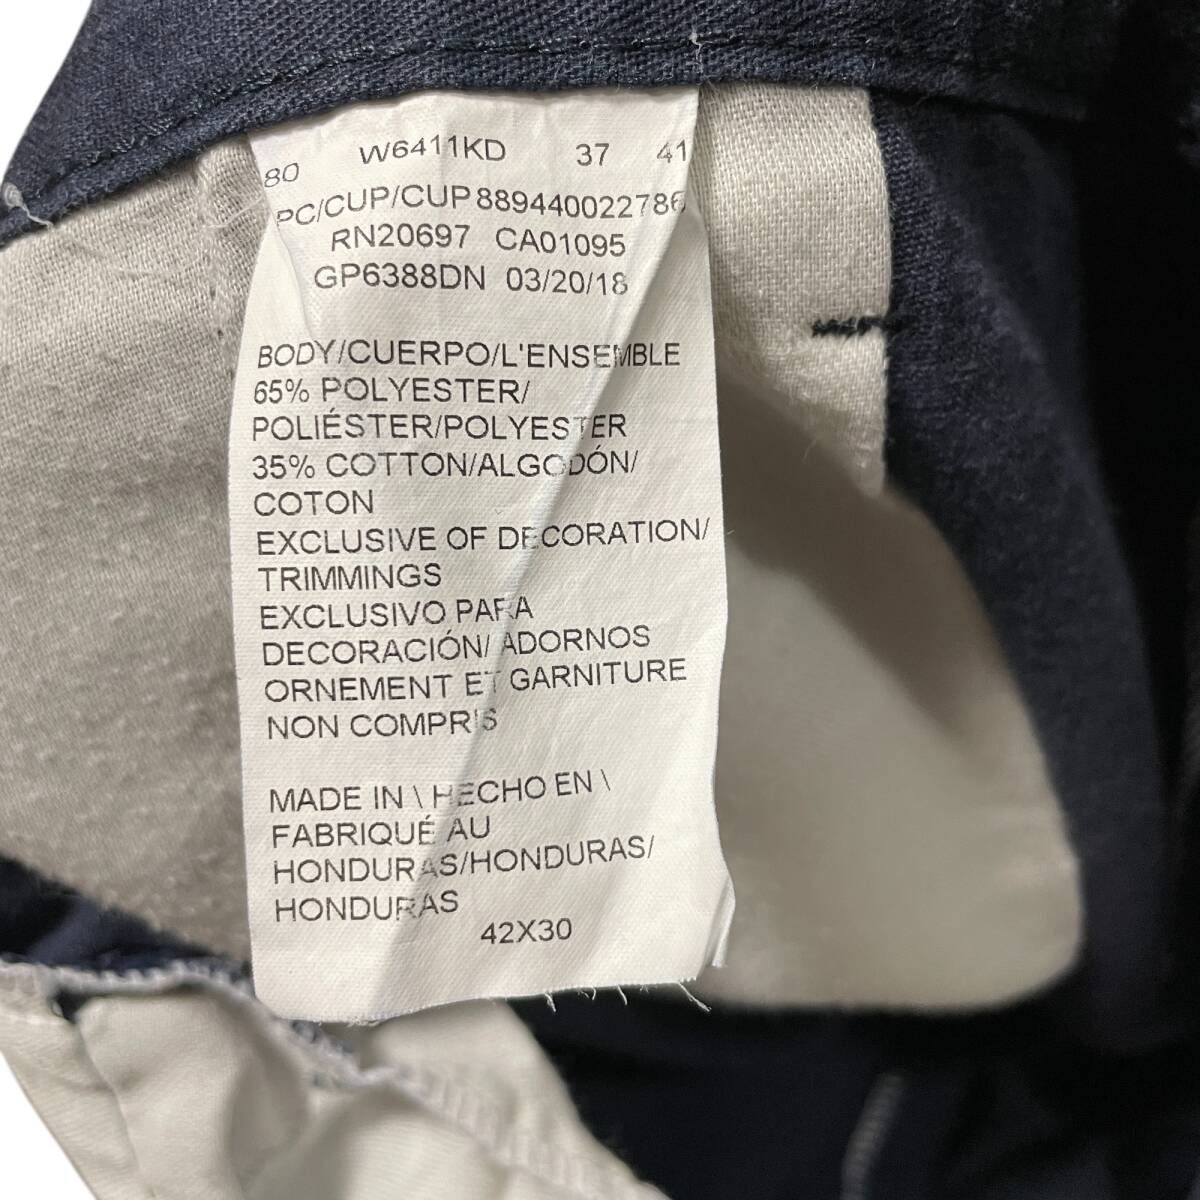 80 W6411KD 37 41
PC/CUP/CUP 889440022786
RN20697 CA01095
GP6388DN 03/20/18
BODY/CUERPO/L'ENSEMBLE
65% POLYESTER/
POLIÉSTER/POLYESTER
35% COTTON/ALGODÓN/
COTON
EXCLUSIVE OF DECORATION/
TRIMMINGS
EXCLUSIVO PARA
DECORACIÓN/ ADORNOS
ORNEMENT ET GARNITURE
NON COMPRIS
MADE IN \ HECHO EN \
FABRIQUÉ AU
HONDURAS/HONDURAS/
HONDURAS
42X30